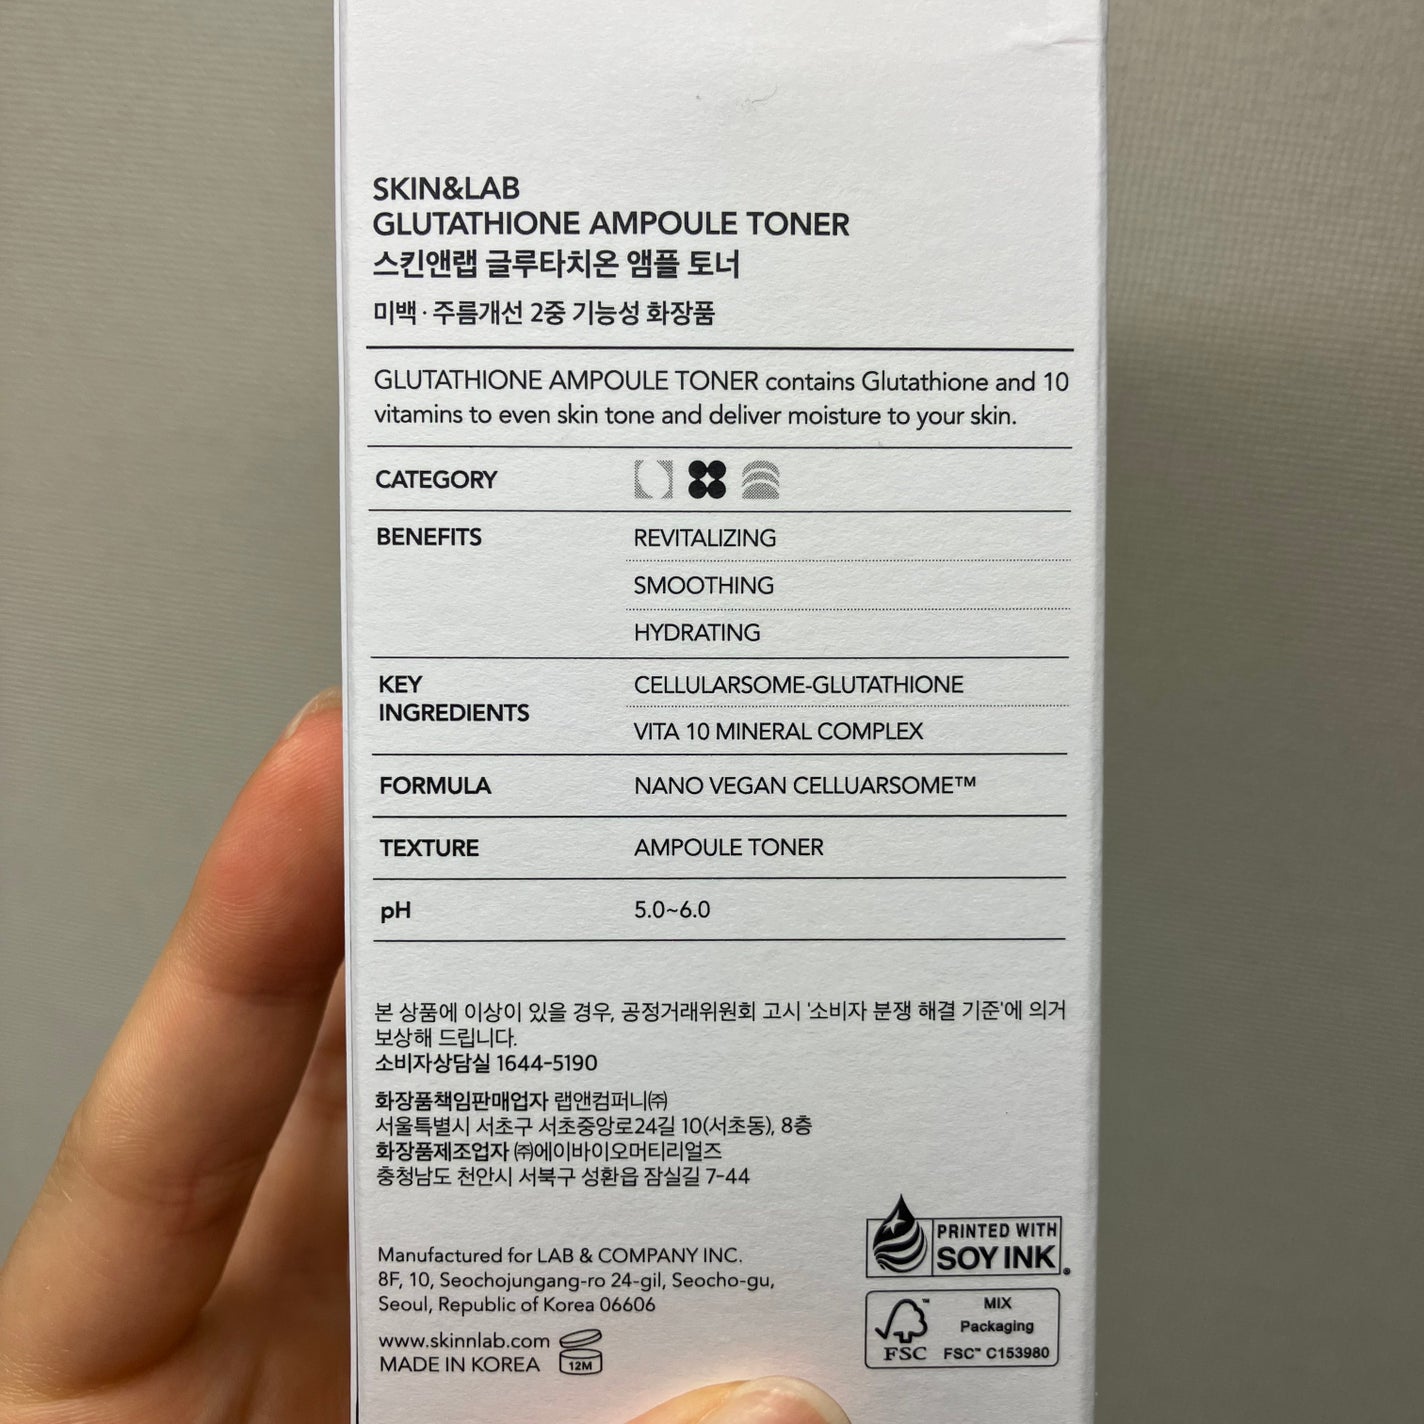 SKIN&LAB
GLUTATHIONE AMPOULE TONER
스킨앤랩 글루타치온 앰플 토너
미백·주름개선 2중 기능성 화장품
GLUTATHIONE AMPOULE TONER contains Glutathione and 10
vitamins to even skin tone and deliver moisture to your skin.
CATEGORY
BENEFITS REVITALIZING
SMOOTHING
HYDRATING
KEY CELLULARSOME-GLUTATHIONE
INGREDIENTS
VITA 10 MINERAL COMPLEX
FORMULA NANO VEGAN CELLUARSOME™
TEXTURE AMPOULE TONER
pH 5.0~6.0
본 상품에 이상이 있을 경우, 공정거래위원회 고시 '소비자 분쟁 해결 기준'에 의거
보상해 드립니다.
소비자상담실 1644-5190
화장품책임판매업자 랩앤컴퍼니㈜
서울특별시 서초구 서초중앙로24길 10(서초동), 8층
화장품제조업자 ㈜에이바이오머티리얼즈
충청남도 천안시 서북구 성환읍 잠실길 7-44
Manufactured for LAB & COMPANY INC.
8F, 10, Seochojungang-ro 24-gil, Seocho-gu,
Seoul, Republic of Korea 06606
www.skinnlab.com
MADE IN KOREA 12M
PRINTED WITH
SOY INK®
MIX
Packaging
FSC™ FSC™ C153980